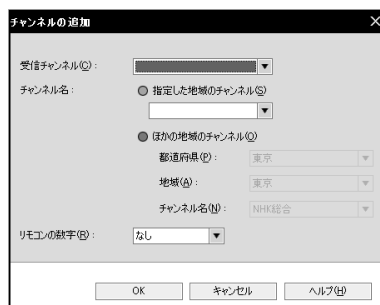 チャンネルの追加
受信チャンネル(C):
チャンネル名: 指定した地域のチャンネル(S)
ほかの地域のチャンネル(O)
都道府県(P): 東京
地域(A): 東京
チャンネル名(N): NHK総合
リモコンの数字(R): なし
OK キャンセル ヘルプ(H)